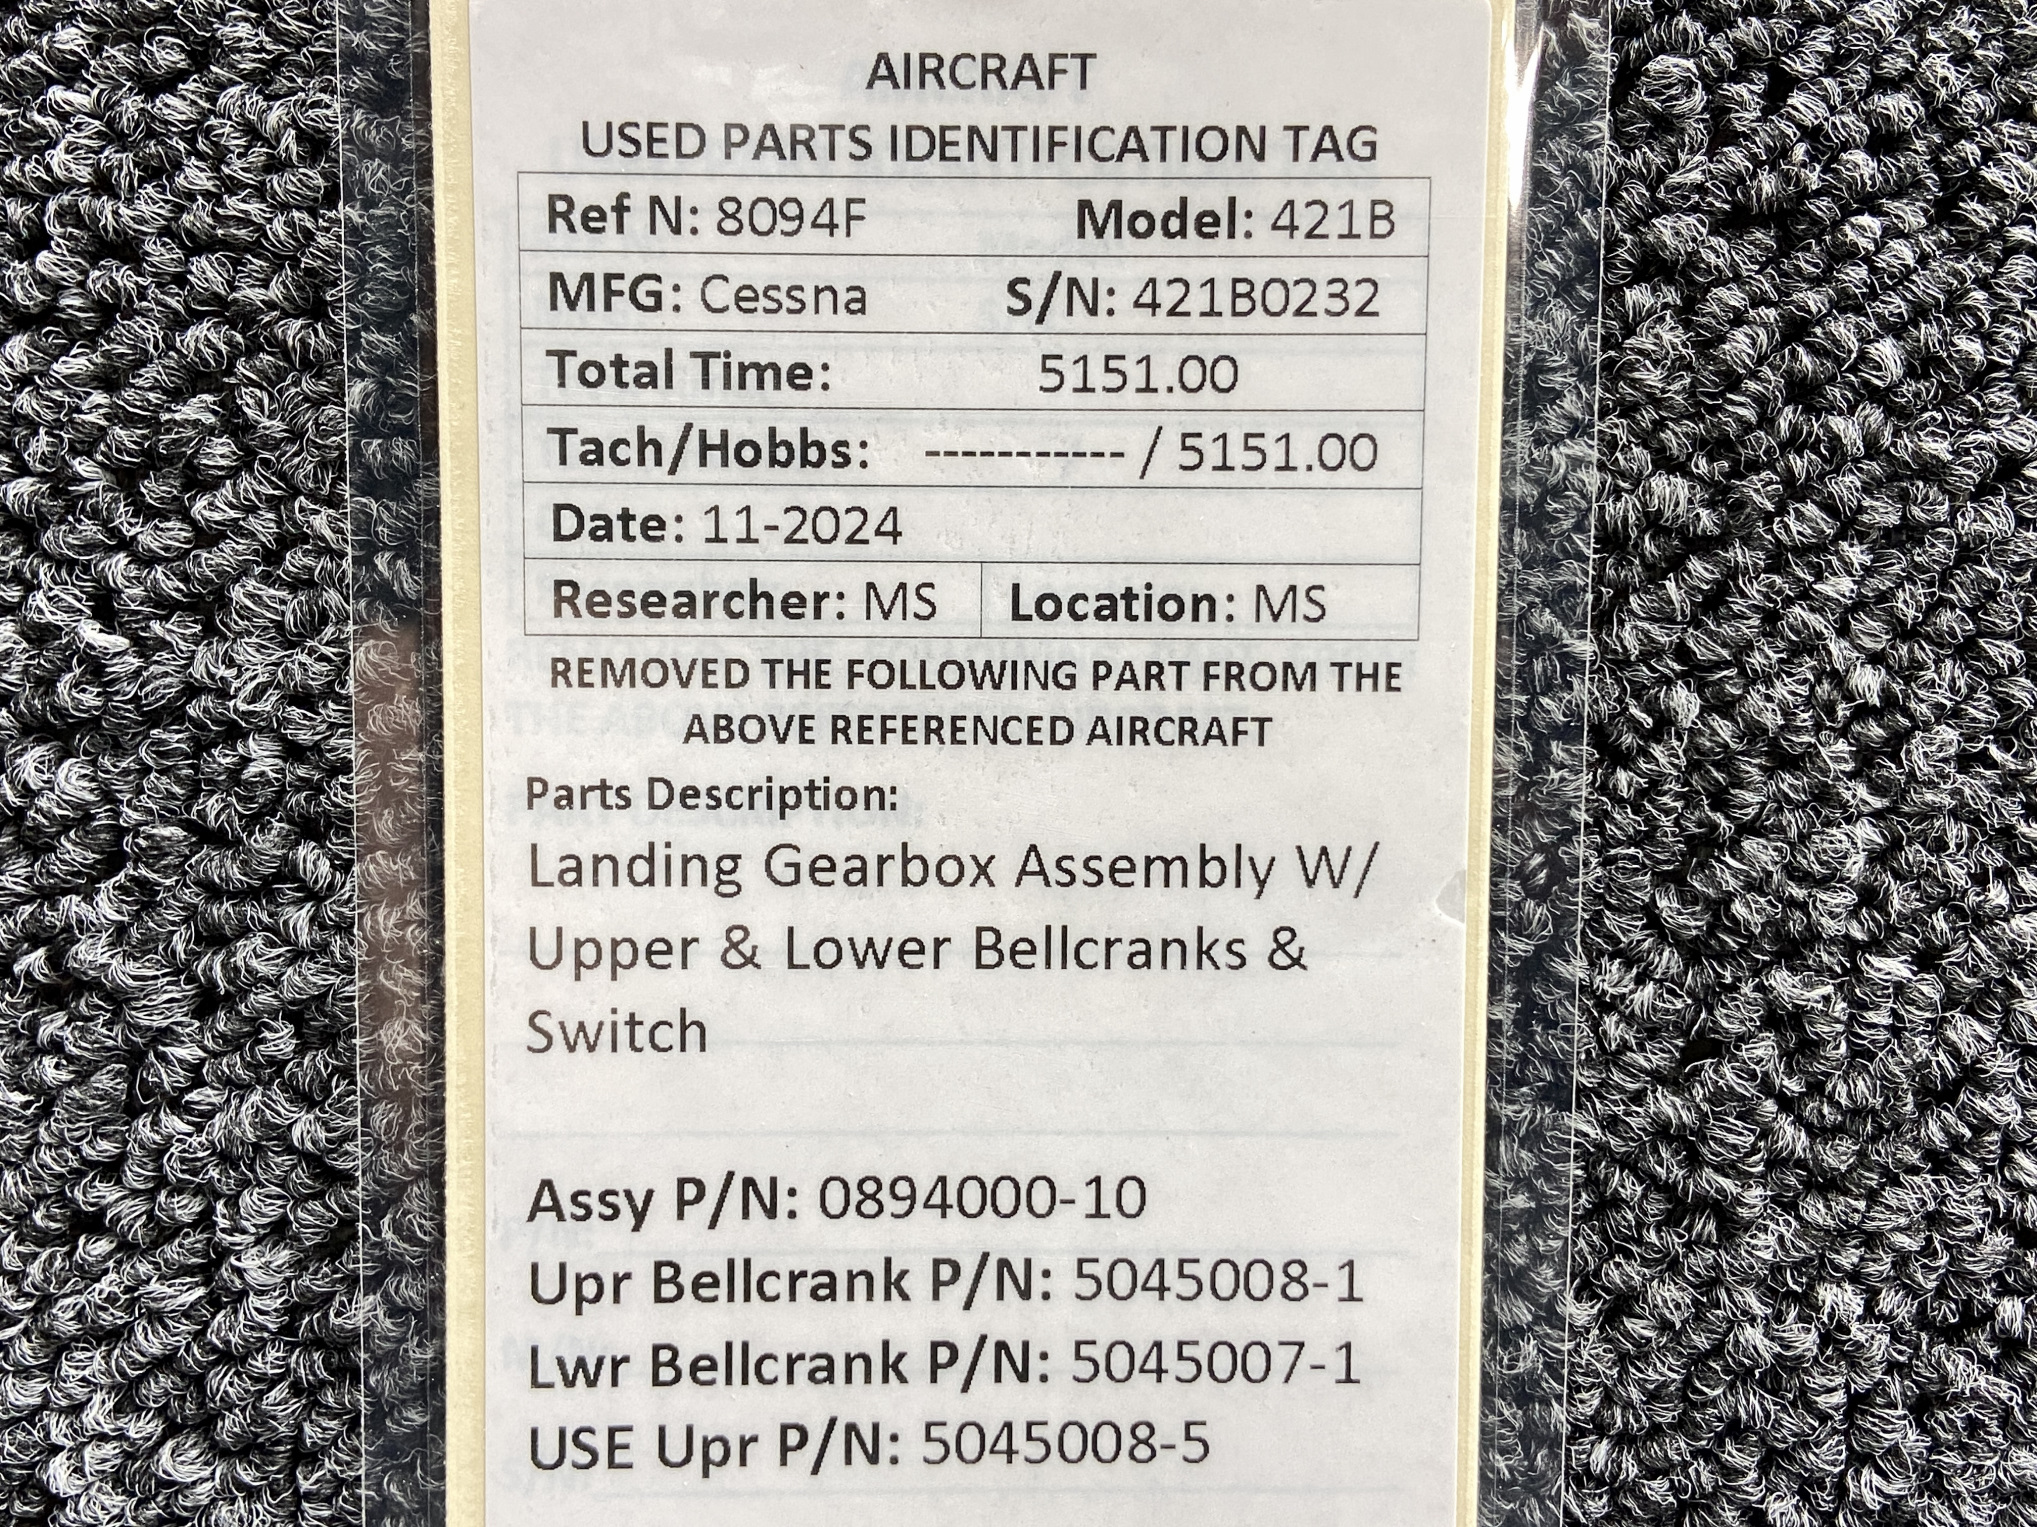 AIRCRAFT
USED PARTS IDENTIFICATION TAG
Ref N: 8094F Model: 421B
MFG: Cessna S/N: 421B0232
Total Time: 5151.00
Tach/Hobbs: ----------- / 5151.00
Date: 11-2024
Researcher: MS Location: MS
REMOVED THE FOLLOWING PART FROM THE
ABOVE REFERENCED AIRCRAFT
Parts Description:
Landing Gearbox Assembly W/
Upper & Lower Bellcranks &
Switch
Assy P/N: 0894000-10
Upr Bellcrank P/N: 5045008-1
Lwr Bellcrank P/N: 5045007-1
USE Upr P/N: 5045008-5